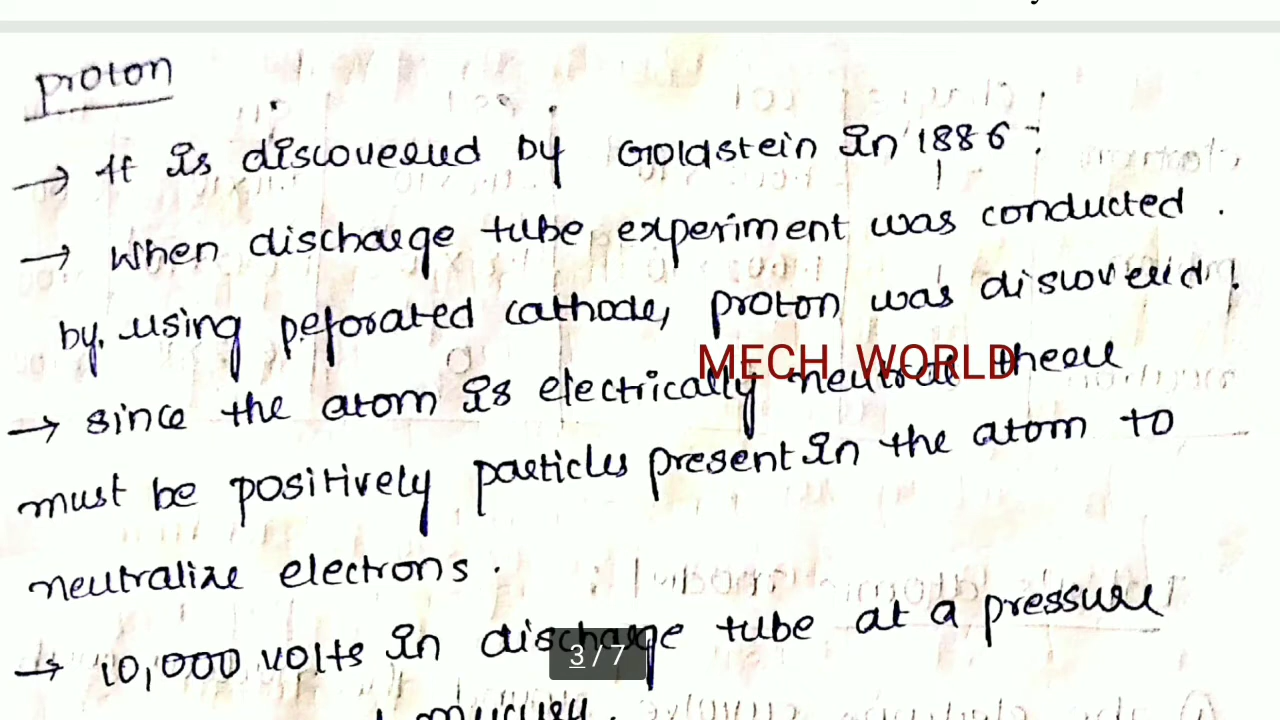 Proton
→ It is discovered by Goldstein in 1886.
→ When discharge tube experiment was conducted.
by using peforated cathode, proton was discovered.
MECH WORLD
→ since the atom is electrically neutral there
must be positively particles present in the atom to
neutralize electrons.
→ 10,000 volts in discharge tube at a pressure
3 / 7
mercury.